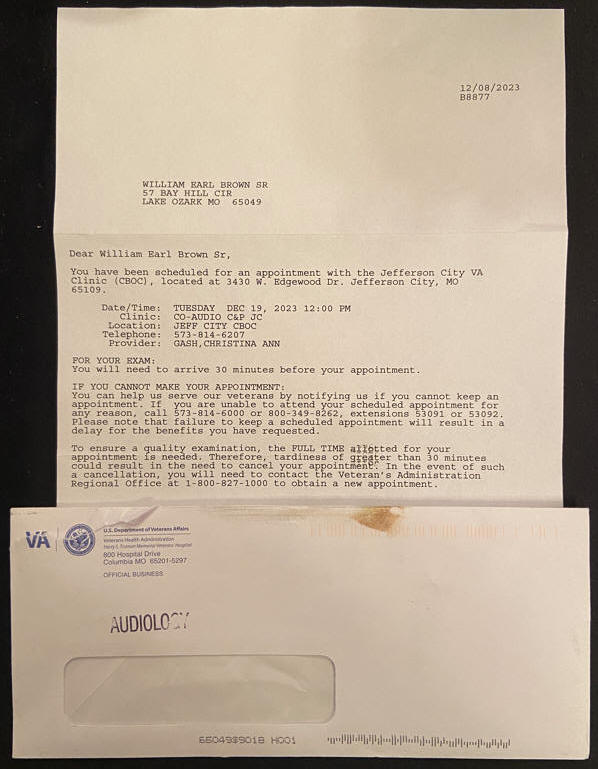 12/08/2023
B8877
WILLIAM EARL BROWN SR
57 BAY HILL CIR
LAKE OZARK MO 65049
Dear William Earl Brown Sr,
You have been scheduled for an appointment with the Jefferson City VA
Clinic (CBOC), located at 3430 W. Edgewood Dr. Jefferson City, MO
65109.
Date/Time: TUESDAY DEC 19, 2023 12:00 PM
Clinic: CO-AUDIO C&P JC
Location: JEFF CITY CBOC
Telephone: 573-814-6207
Provider: GASH,CHRISTINA ANN
FOR YOUR EXAM:
You will need to arrive 30 minutes before your appointment.
IF YOU CANNOT MAKE YOUR APPOINTMENT:
You can help us serve our veterans by notifying us if you cannot keep an
appointment. If you are unable to attend your scheduled appointment for
any reason, call 573-814-6000 or 800-349-8262, extensions 53091 or 53092.
Please note that failure to keep a scheduled appointment will result in a
delay for the benefits you have requested.
To ensure a quality examination, the FULL TIME allotted for your
appointment is needed. Therefore, tardiness of greater than 30 minutes
could result in the need to cancel your appointment. In the event of such
a cancellation, you will need to contact the Veteran's Administration
Regional Office at 1-800-827-1000 to obtain a new appointment.
VA
U.S. Department of Veterans Affairs
Veterans Health Administration
Harry S. Truman Memorial Veterans' Hospital
800 Hospital Drive
Columbia MO 65201-5297
OFFICIAL BUSINESS
AUDIOLOGY
65049$9018 H001